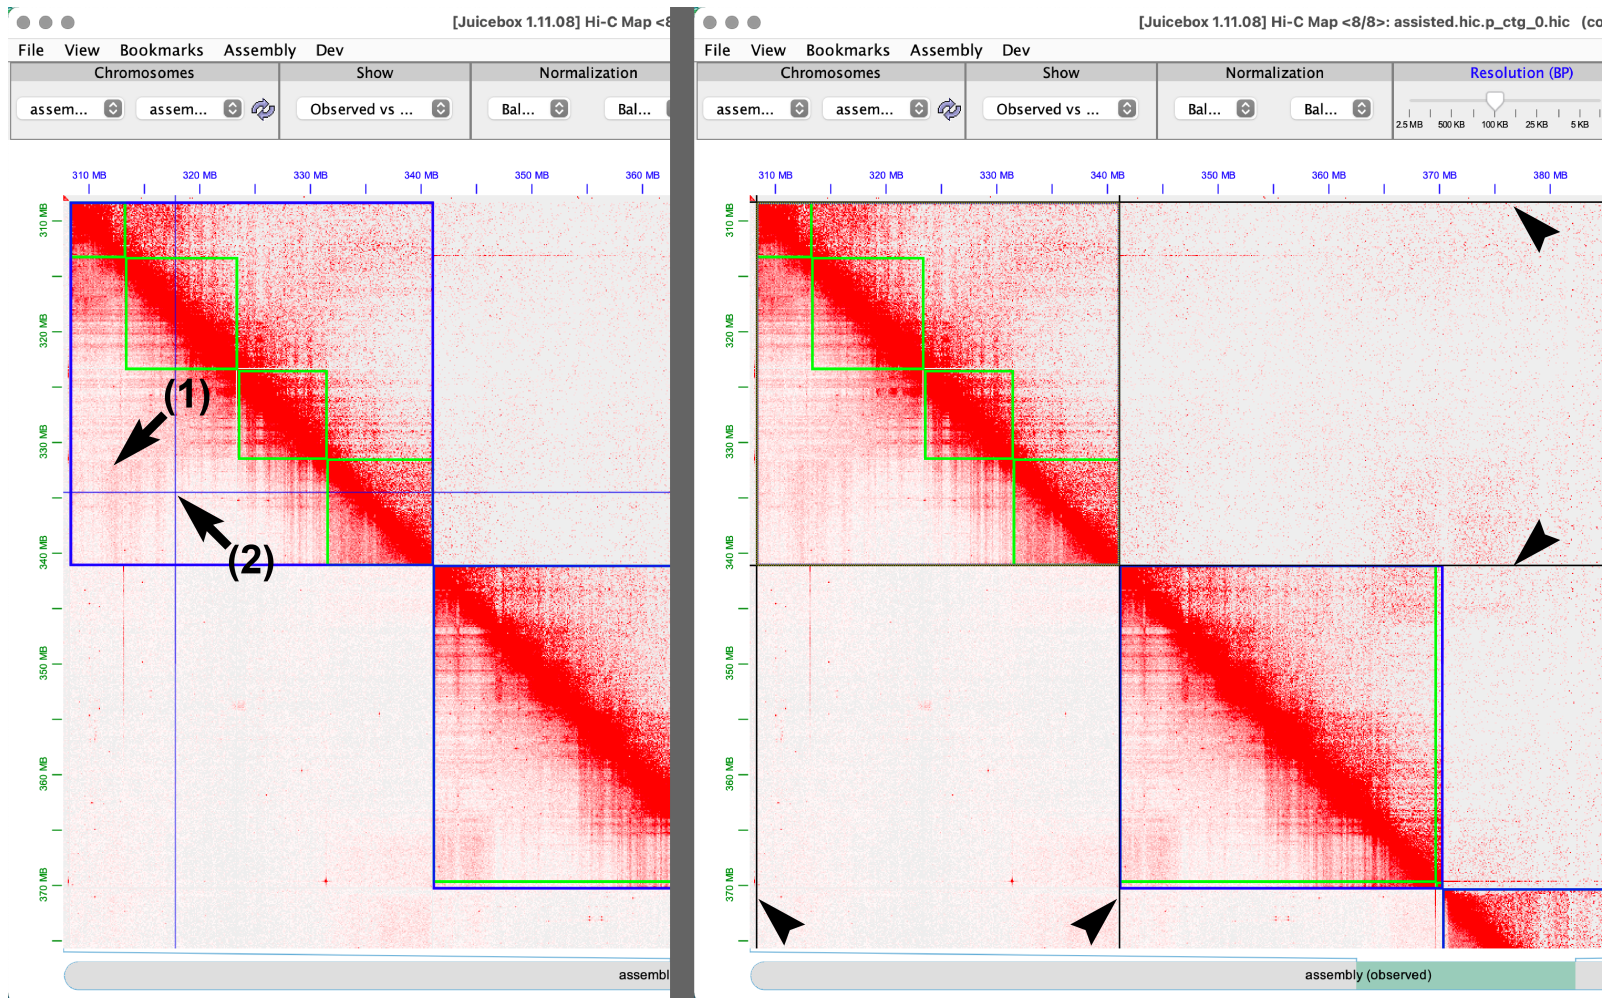 [Juicebox 1.11.08] Hi-C Map <8
File View Bookmarks Assembly Dev
Chromosomes Show Normalization
assem... assem... Observed vs ... Bal... Bal...
310 MB 320 MB 330 MB 340 MB 350 MB 360 MB
310 MB
320 MB
330 MB
340 MB
350 MB
360 MB
370 MB
(1)
(2)
assembl
[Juicebox 1.11.08] Hi-C Map <8/8>: assisted.hic.p_ctg_0.hic (co
File View Bookmarks Assembly Dev
Chromosomes Show Normalization Resolution (BP)
assem... assem... Observed vs ... Bal... Bal...
2.5 MB 500 KB 100 KB 25 KB 5 KB
310 MB 320 MB 330 MB 340 MB 350 MB 360 MB 370 MB 380 MB
310 MB
320 MB
330 MB
340 MB
350 MB
360 MB
370 MB
assembly (observed)